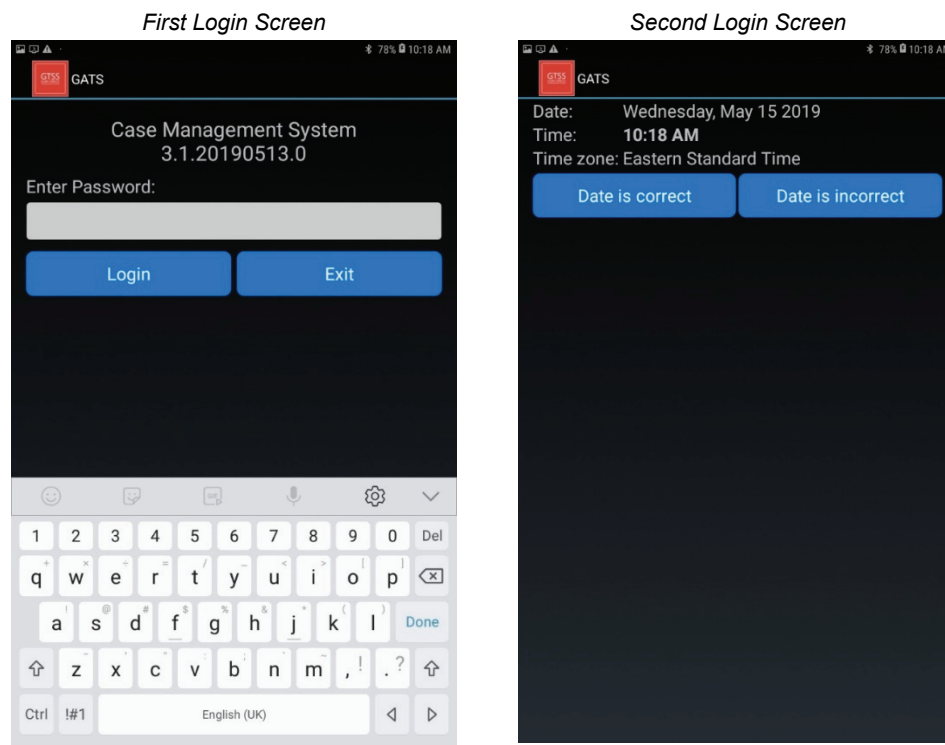 First Login Screen
78% 10:18 AM
GTSS GATS
Case Management System
3.1.20190513.0
Enter Password:
Login Exit
1 2 3 4 5 6 7 8 9 0 Del
q w e r t y u i o p
a s d f g h j k l Done
z x c v b n m , ! . ?
Ctrl !#1 English (UK)
Second Login Screen
78% 10:18 AM
GTSS GATS
Date: Wednesday, May 15 2019
Time: 10:18 AM
Time zone: Eastern Standard Time
Date is correct Date is incorrect